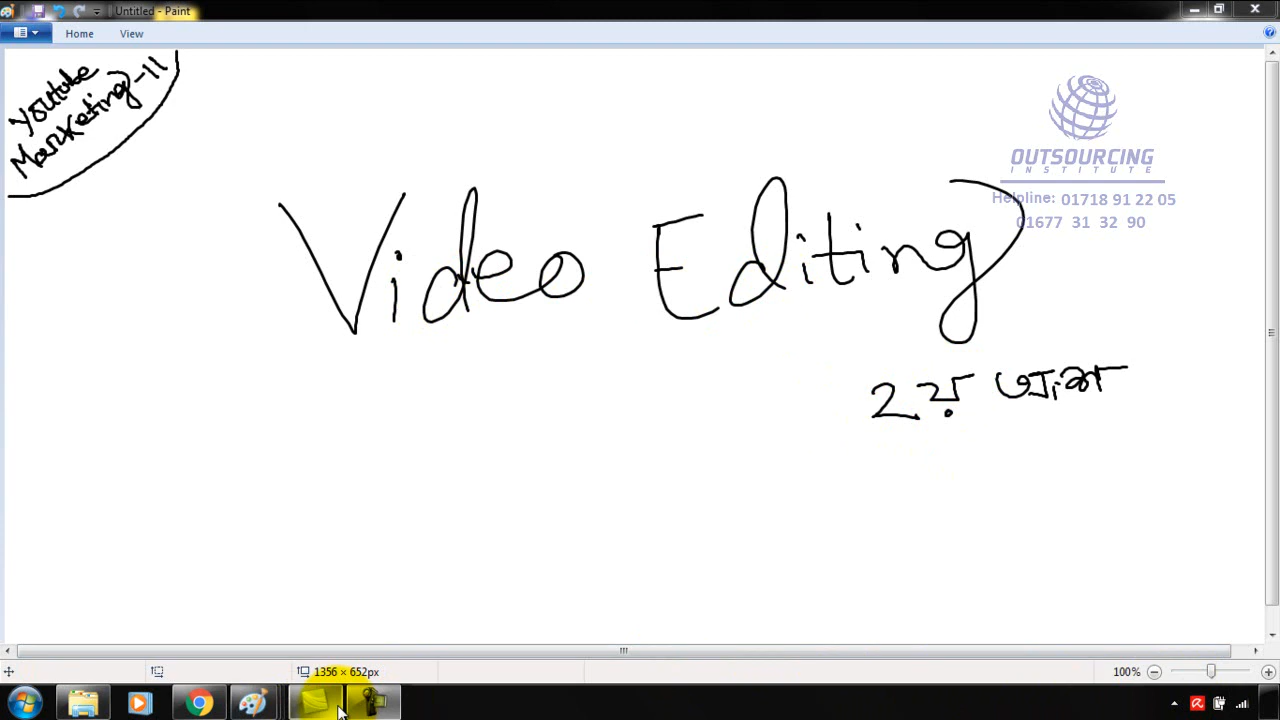 Untitled - Paint
Home View
Youtube
Marketing-11
OUTSOURCING
INSTITUTE
Helpline: 01718 91 22 05
01677 31 32 90
Video Editing
২য়
1356 × 652px
100%